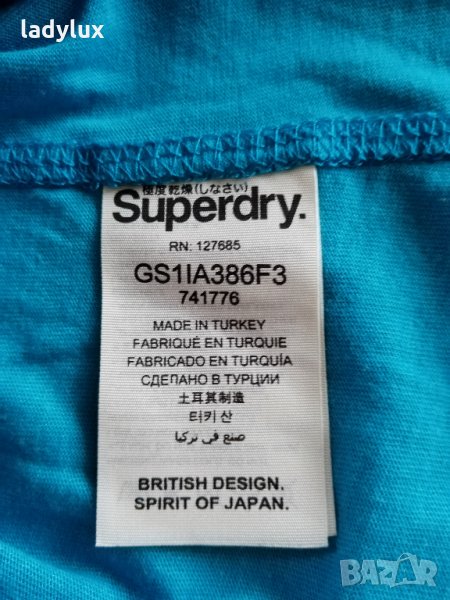 ladylux
極度乾燥(しなさい)
Superdry.
RN: 127685
GS1IA386F3
741776
MADE IN TURKEY
FABRIQUÉ EN TURQUIE
FABRICADO EN TURQUÍA
СДЕЛАНО В ТУРЦИИ
土耳其制造
터키 산
صنع في تركيا
BRITISH DESIGN.
SPIRIT OF JAPAN.
BAZAR